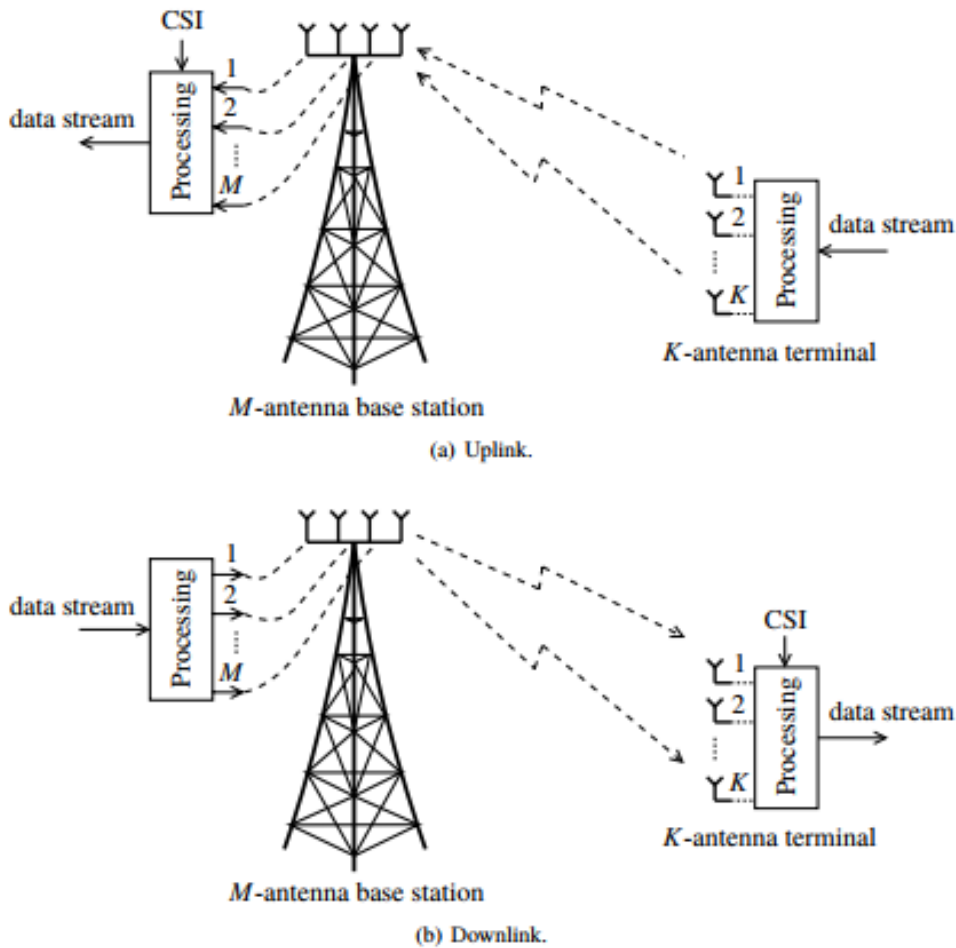 CSI
1
2
M
Processing
data stream
1
2
K
Processing
data stream
K-antenna terminal
M-antenna base station
(a) Uplink.
1
2
M
Processing
data stream
CSI
1
2
K
Processing
data stream
K-antenna terminal
M-antenna base station
(b) Downlink.